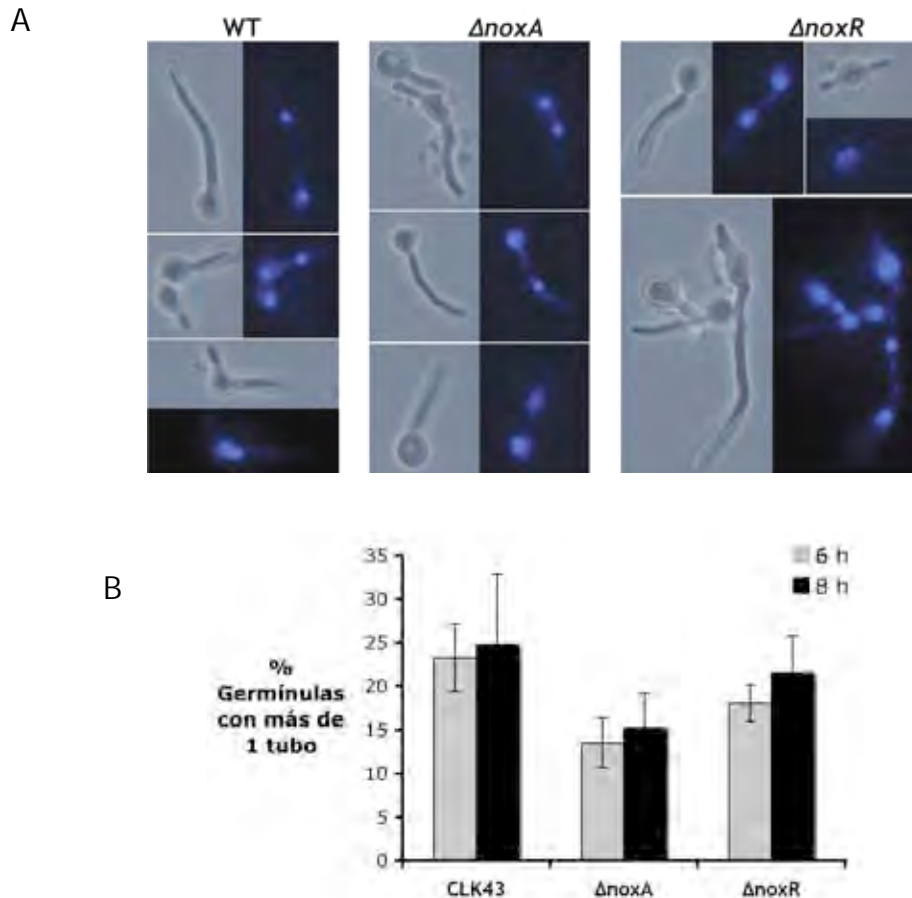 A
WT
ΔnoxA
ΔnoxR
B
%
Germínulas
con más de
1 tubo
35
30
25
20
15
10
5
0
6 h
8 h
CLK43
ΔnoxA
ΔnoxR